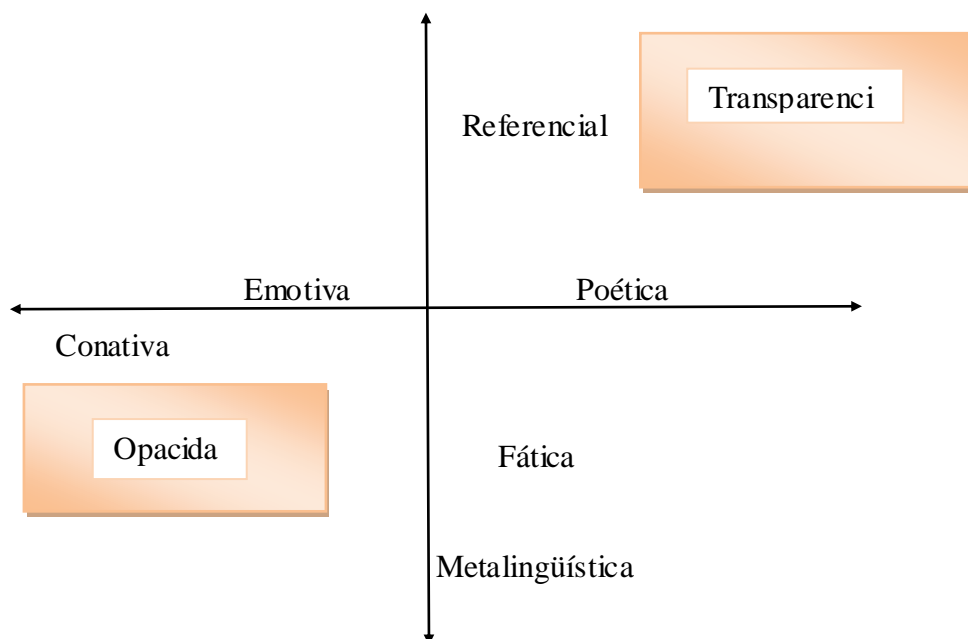 Transparenci
Referencial
Emotiva
Poética
Conativa
Opacida
Fática
Metalingüística